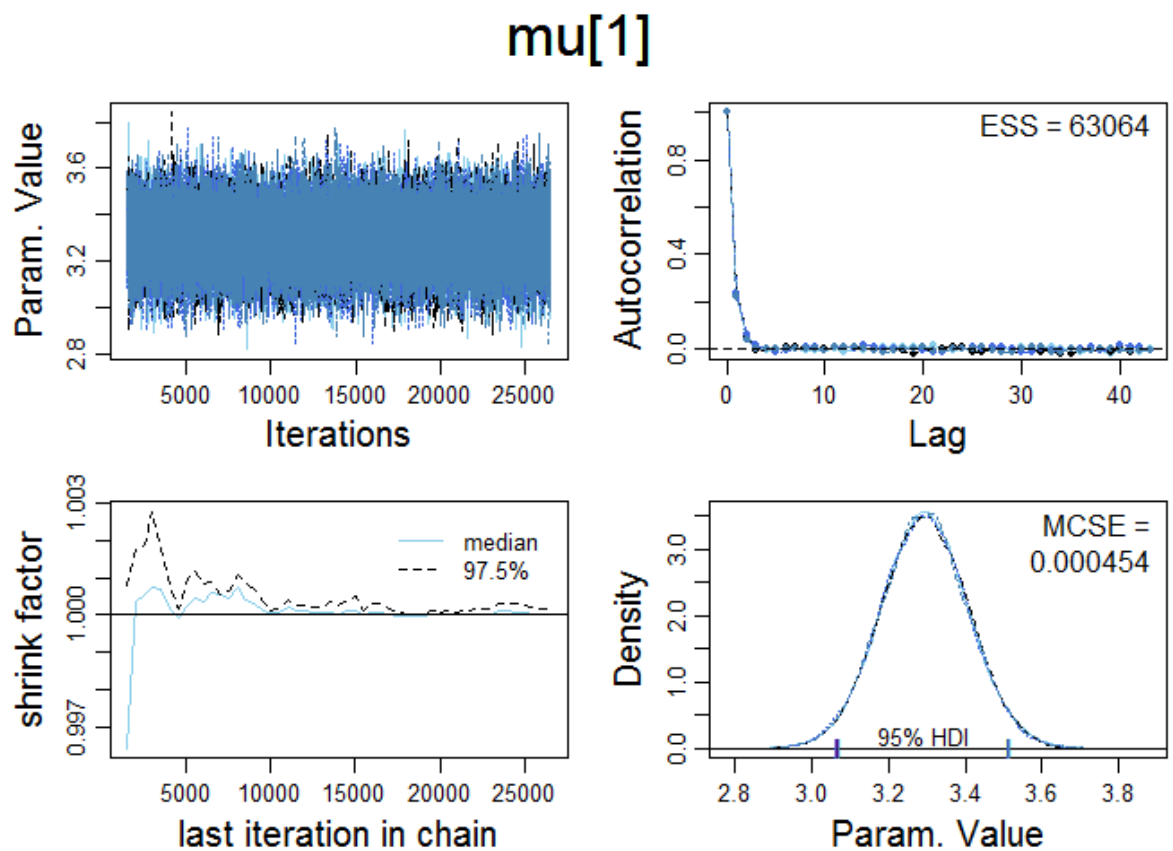 mu[1]
Param. Value
2.8 3.2 3.6
5000 10000 15000 20000 25000
Iterations
ESS = 63064
Autocorrelation
0.0 0.4 0.8
0 10 20 30 40
Lag
shrink factor
0.997 1.000 1.003
median
97.5%
5000 10000 15000 20000 25000
last iteration in chain
MCSE =
0.000454
Density
0.0 1.0 2.0 3.0
95% HDI
2.8 3.0 3.2 3.4 3.6 3.8
Param. Value